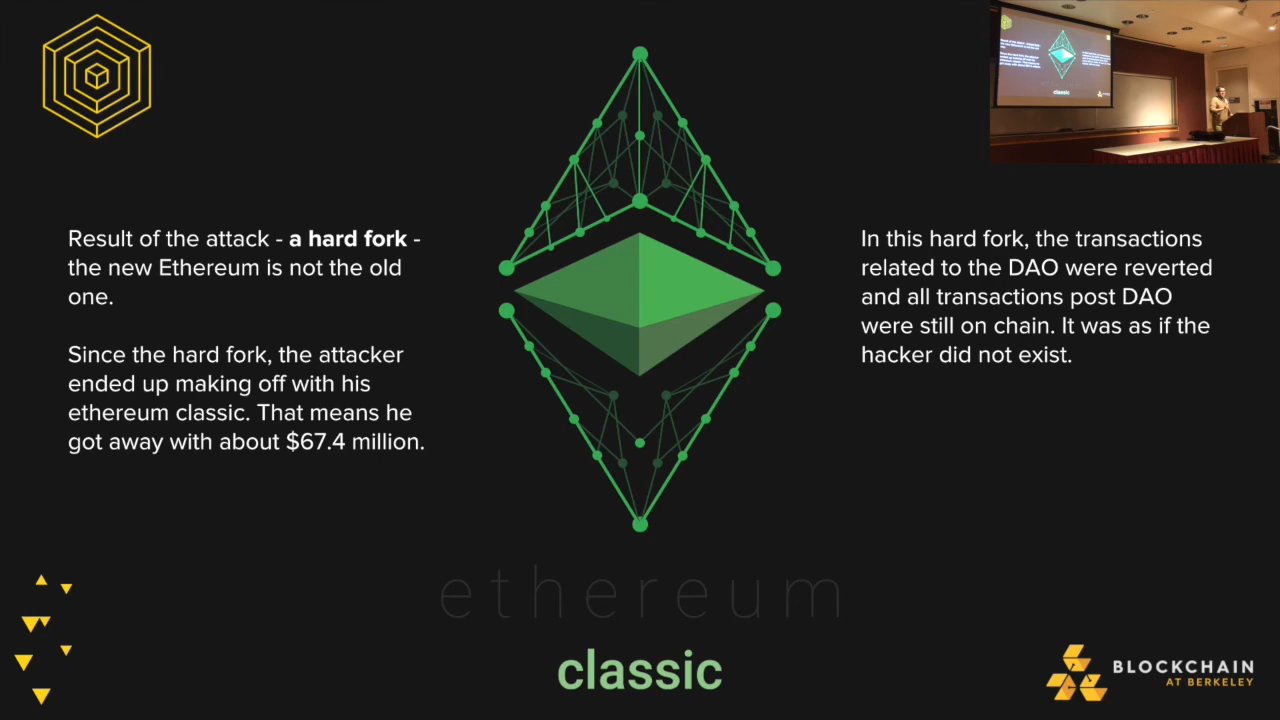 Result of the attack - a hard fork -
the new Ethereum is not the old
one.
Since the hard fork, the attacker
ended up making off with his
ethereum classic. That means he
got away with about $67.4 million.
In this hard fork, the transactions
related to the DAO were reverted
and all transactions post DAO
were still on chain. It was as if the
hacker did not exist.
ethereum
classic
BLOCKCHAIN
AT BERKELEY
classic